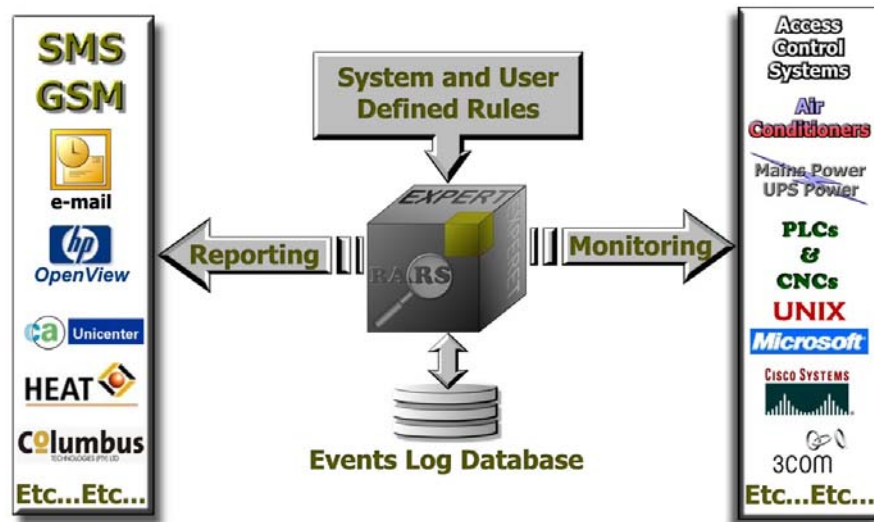 SMS
GSM
e-mail
hp
OpenView
ca Unicenter
HEAT
Columbus
TECHNOLOGIES (PTY) LTD
Etc...Etc...
System and User
Defined Rules
EXPERT
RARS
Reporting
Monitoring
Events Log Database
Access
Control
Systems
Air
Conditioners
Mains Power
UPS Power
PLCs
&
CNCs
UNIX
Microsoft
CISCO SYSTEMS
3COM
Etc...Etc...